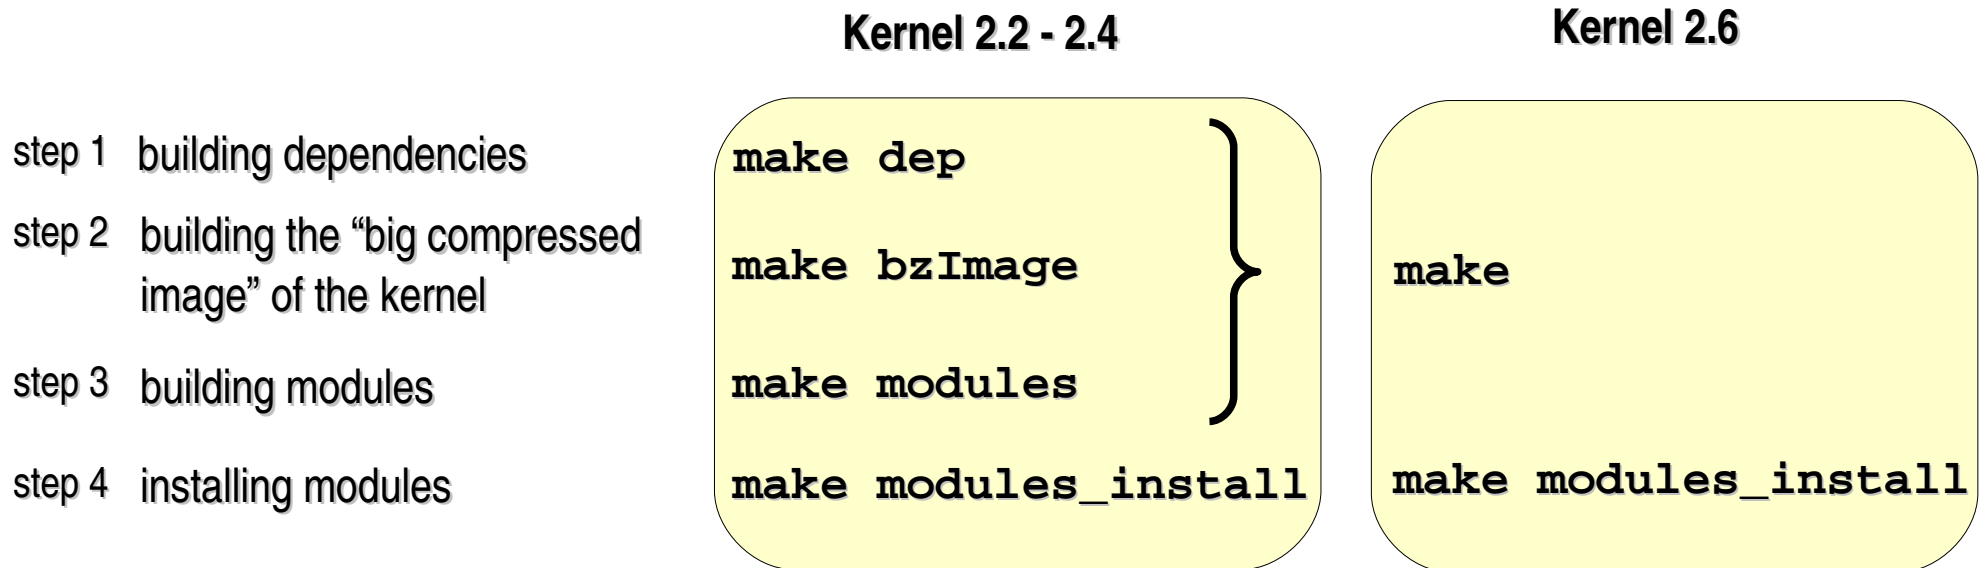 Kernel 2.2 - 2.4
Kernel 2.6
step 1 building dependencies
make dep
step 2 building the “big compressed
image” of the kernel
make bzImage
make
step 3 building modules
make modules
step 4 installing modules
make modules_install
make modules_install